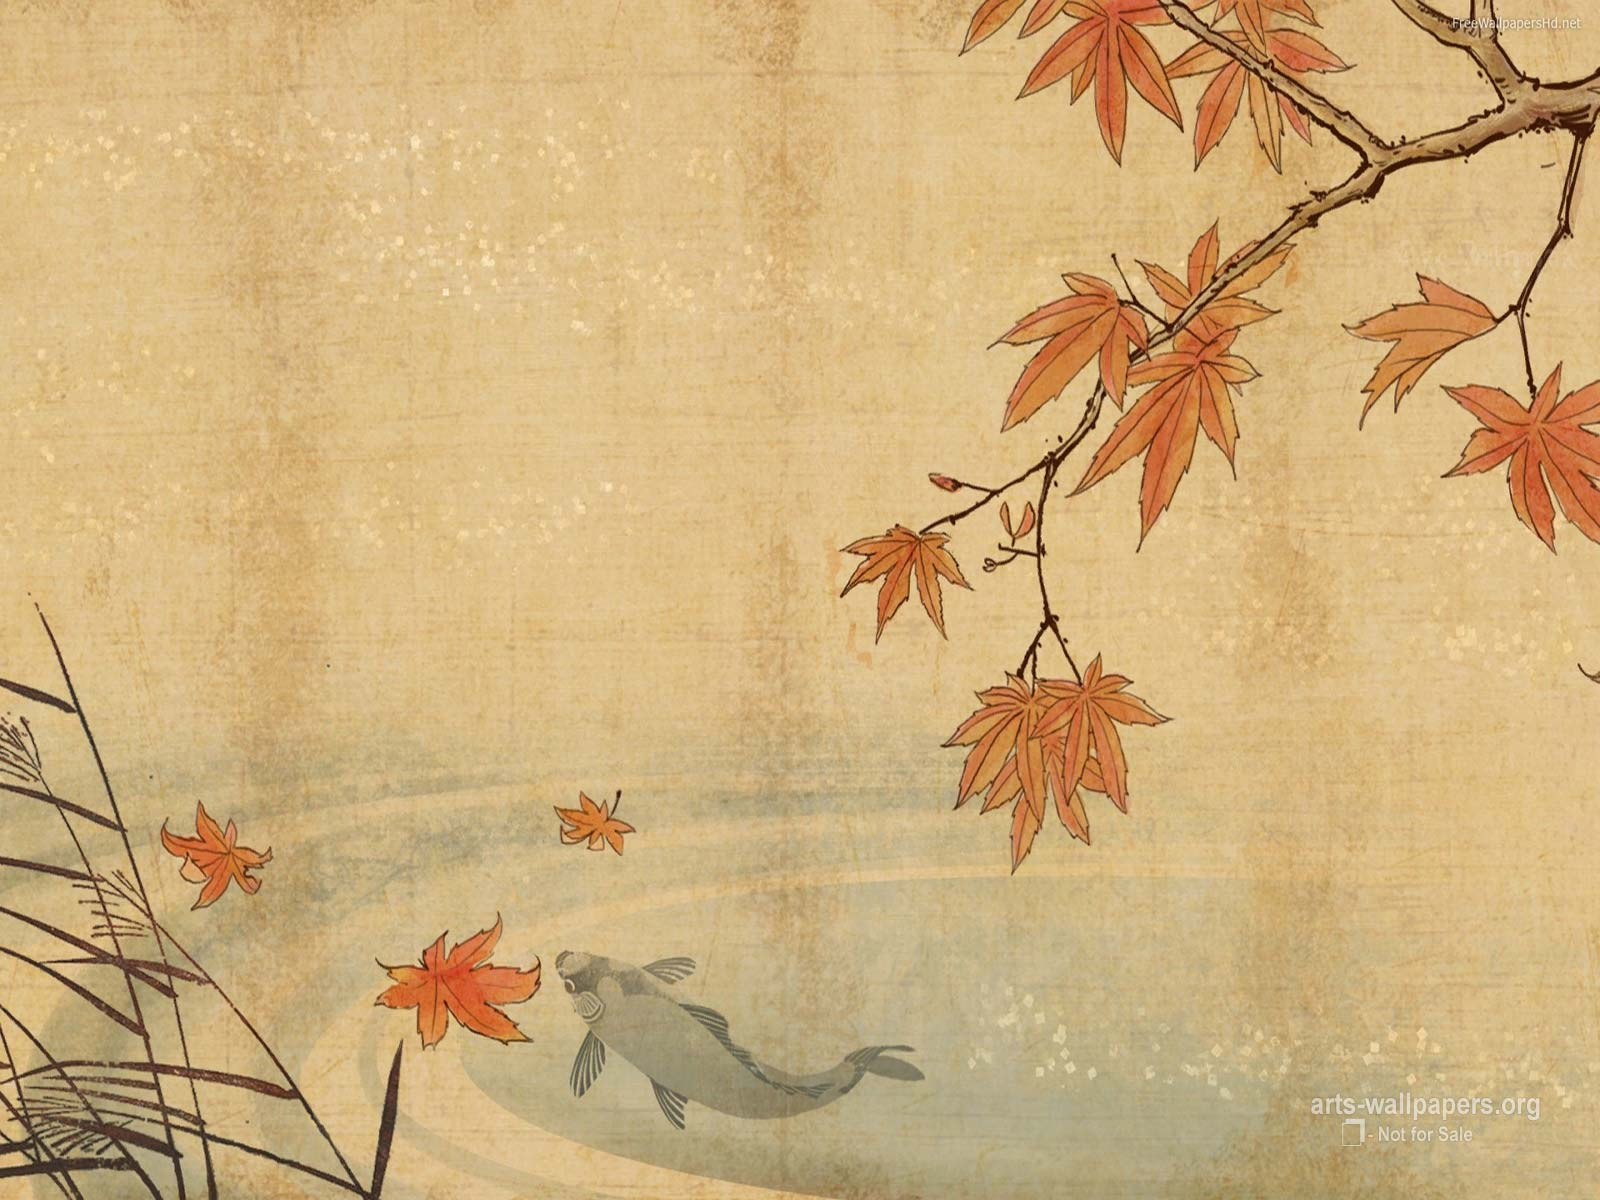 FreeWallpapersHd.net
arts-wallpapers.org
- Not for Sale